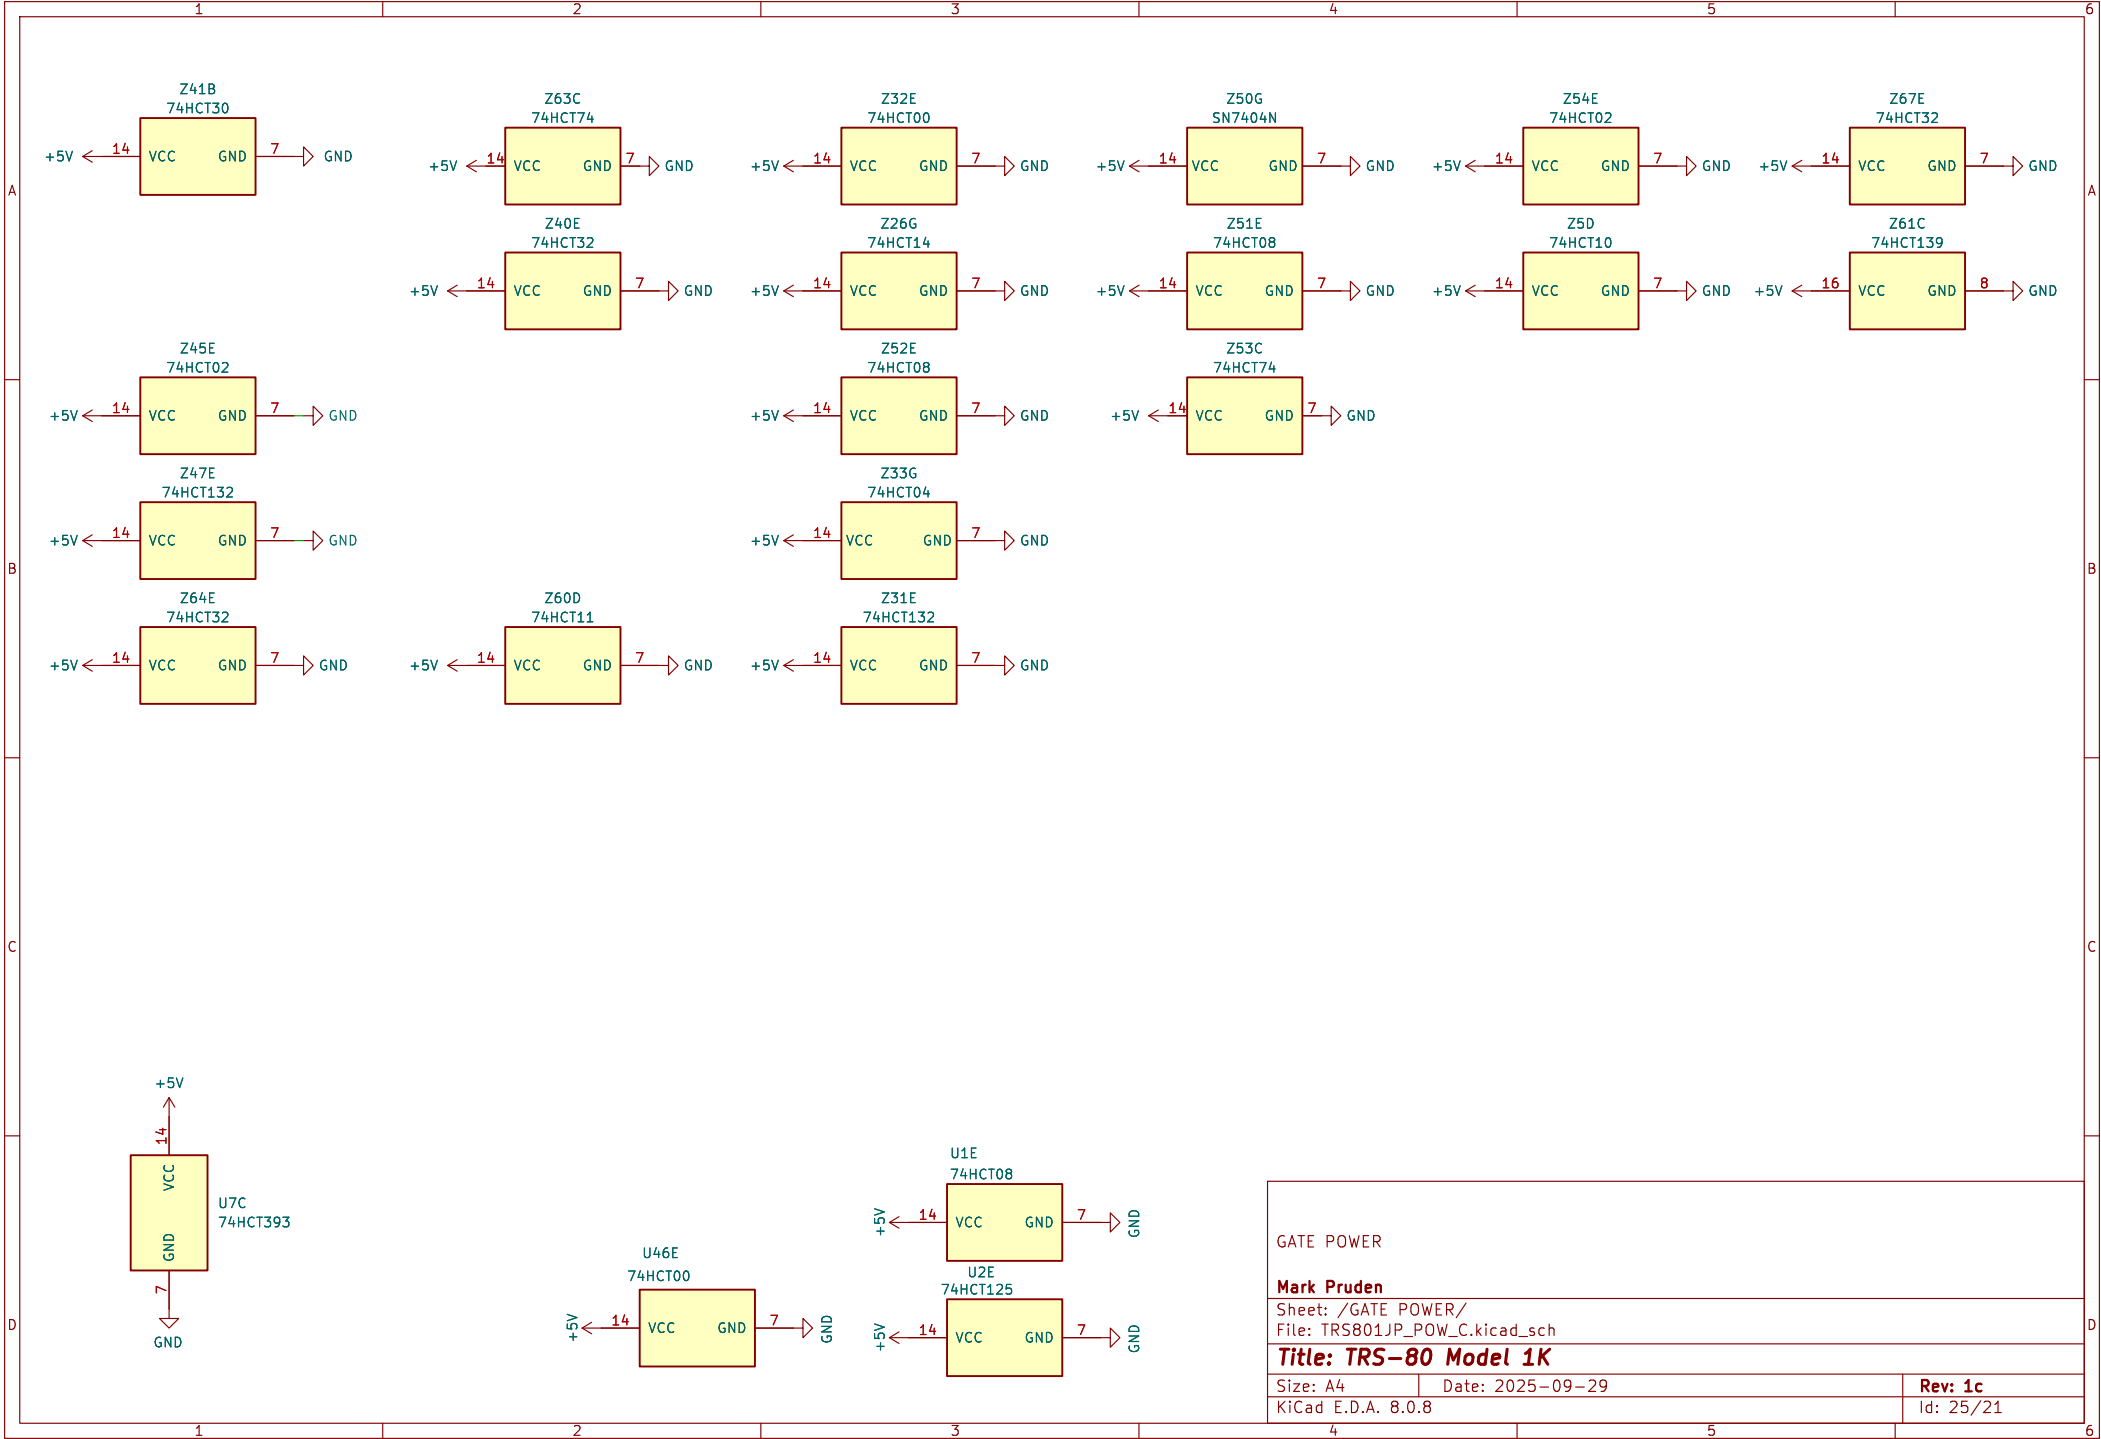 1 2 3 4 5 6
Z41B
74HCT30
+5V 14 VCC GND 7 GND
Z63C
74HCT74
+5V 14 VCC GND 7 GND
Z32E
74HCT00
+5V 14 VCC GND 7 GND
Z50G
SN7404N
+5V 14 VCC GND 7 GND
Z54E
74HCT02
+5V 14 VCC GND 7 GND
Z67E
74HCT32
+5V 14 VCC GND 7 GND
A A
Z40E
74HCT32
+5V 14 VCC GND 7 GND
Z26G
74HCT14
+5V 14 VCC GND 7 GND
Z51E
74HCT08
+5V 14 VCC GND 7 GND
Z5D
74HCT10
+5V 14 VCC GND 7 GND
Z61C
74HCT139
+5V 16 VCC GND 8 GND
Z45E
74HCT02
+5V 14 VCC GND 7 GND
Z52E
74HCT08
+5V 14 VCC GND 7 GND
Z53C
74HCT74
+5V 14 VCC GND 7 GND
Z47E
74HCT132
+5V 14 VCC GND 7 GND
Z33G
74HCT04
+5V 14 VCC GND 7 GND
B B
Z64E
74HCT32
+5V 14 VCC GND 7 GND
Z60D
74HCT11
+5V 14 VCC GND 7 GND
Z31E
74HCT132
+5V 14 VCC GND 7 GND
C C
+5V
14
VCC
U7C
74HCT393
GND
7
GND
U46E
74HCT00
+5V 14 VCC GND 7 GND
U1E
74HCT08
+5V 14 VCC GND 7 GND
U2E
74HCT125
+5V 14 VCC GND 7 GND
D D
GATE POWER
Mark Pruden
Sheet: /GATE POWER/
File: TRS801JP_POW_C.kicad_sch
Title: TRS-80 Model 1K
Size: A4 Date: 2025-09-29 Rev: 1c
KiCad E.D.A. 8.0.8 Id: 25/21
1 2 3 4 5 6